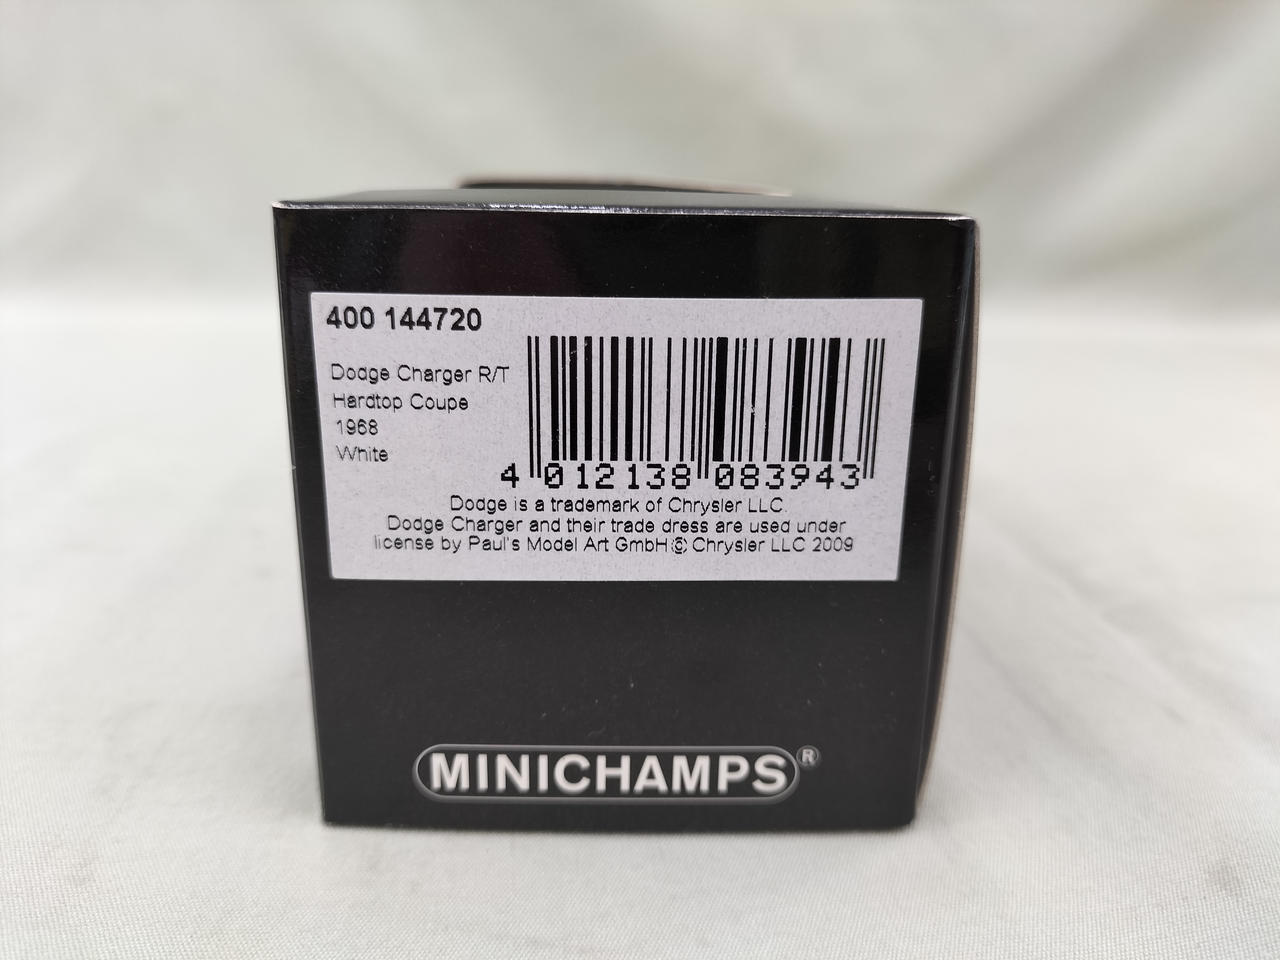 400 144720
Dodge Charger R/T
Hardtop Coupe
1968
White
4 012138 083943
Dodge is a trademark of Chrysler LLC.
Dodge Charger and their trade dress are used under
license by Paul's Model Art GmbH © Chrysler LLC 2009
MINICHAMPS®